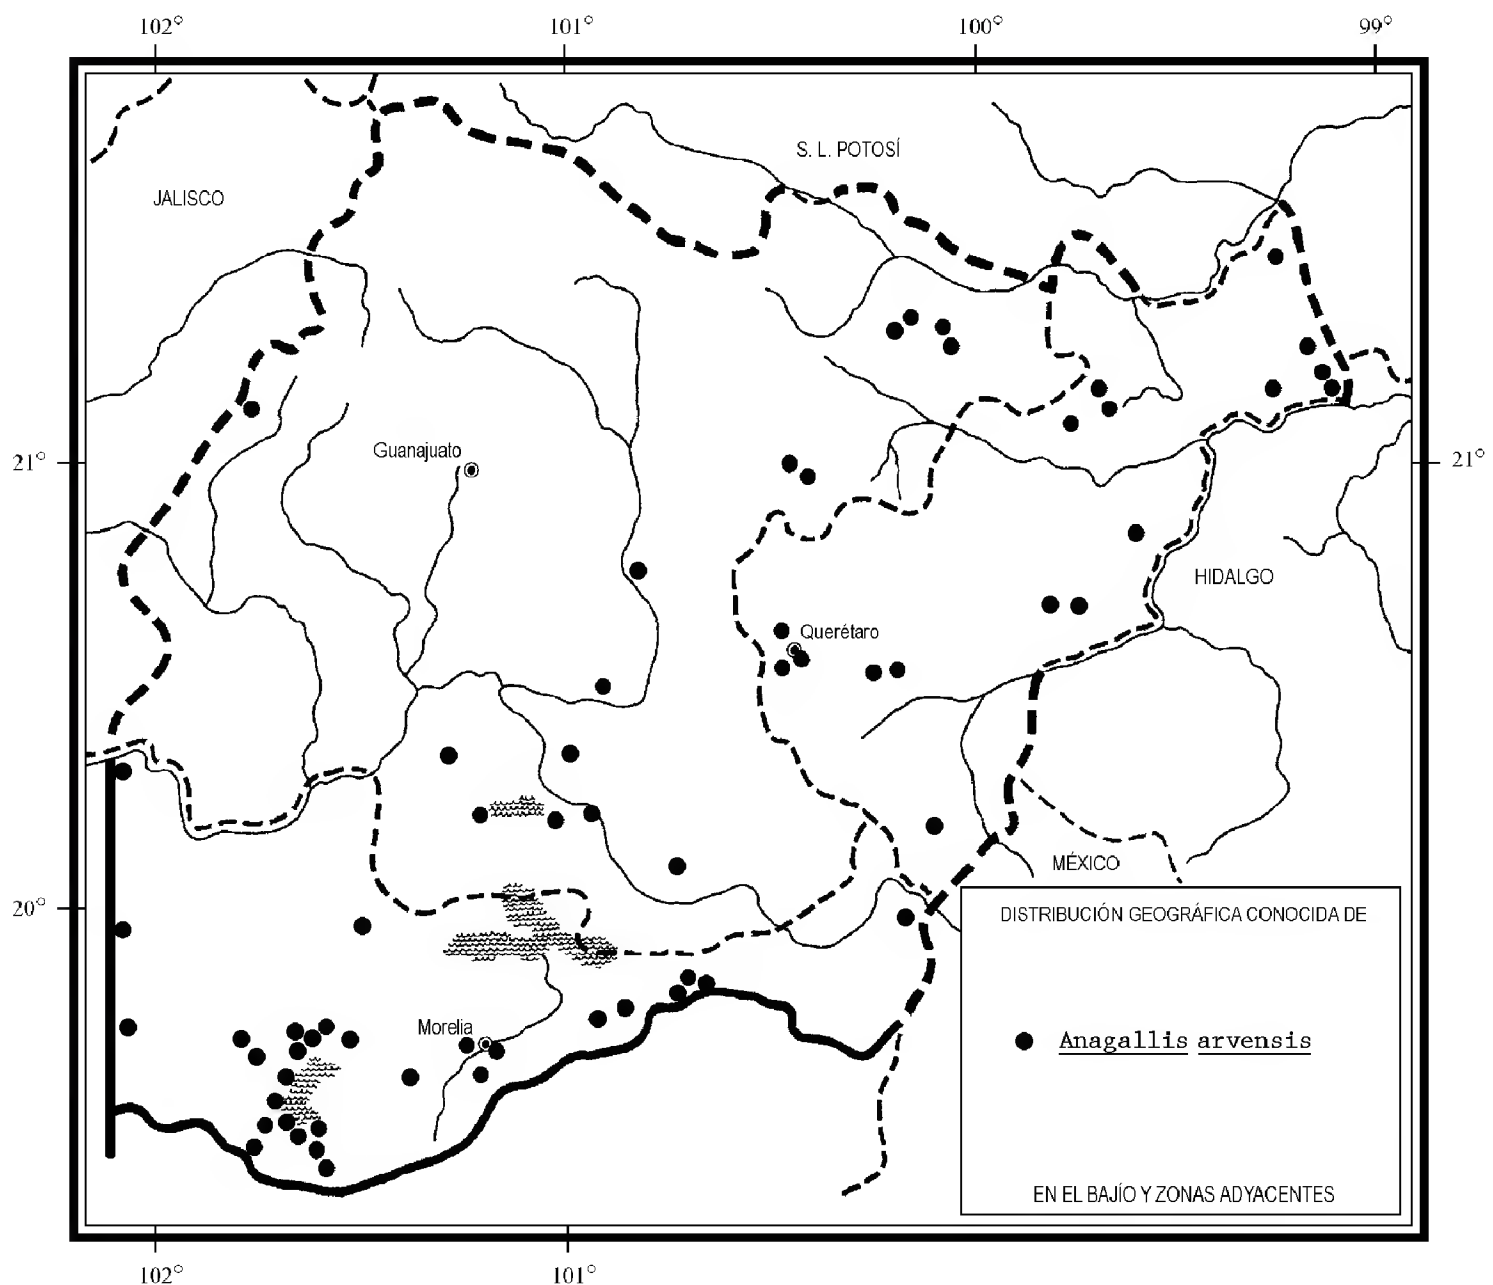 102° 101° 100° 99°
S. L. POTOSÍ
JALISCO
Guanajuato
21° 21°
HIDALGO
Querétaro
MÉXICO
20°
DISTRIBUCIÓN GEOGRÁFICA CONOCIDA DE
Morelia
Anagallis arvensis
EN EL BAJÍO Y ZONAS ADYACENTES
102° 101°